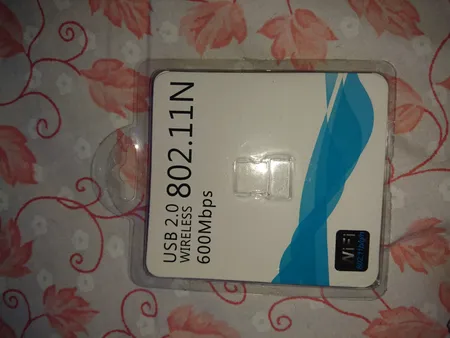 USB 2.0
WIRELESS 802.11N
600Mbps
WiFi